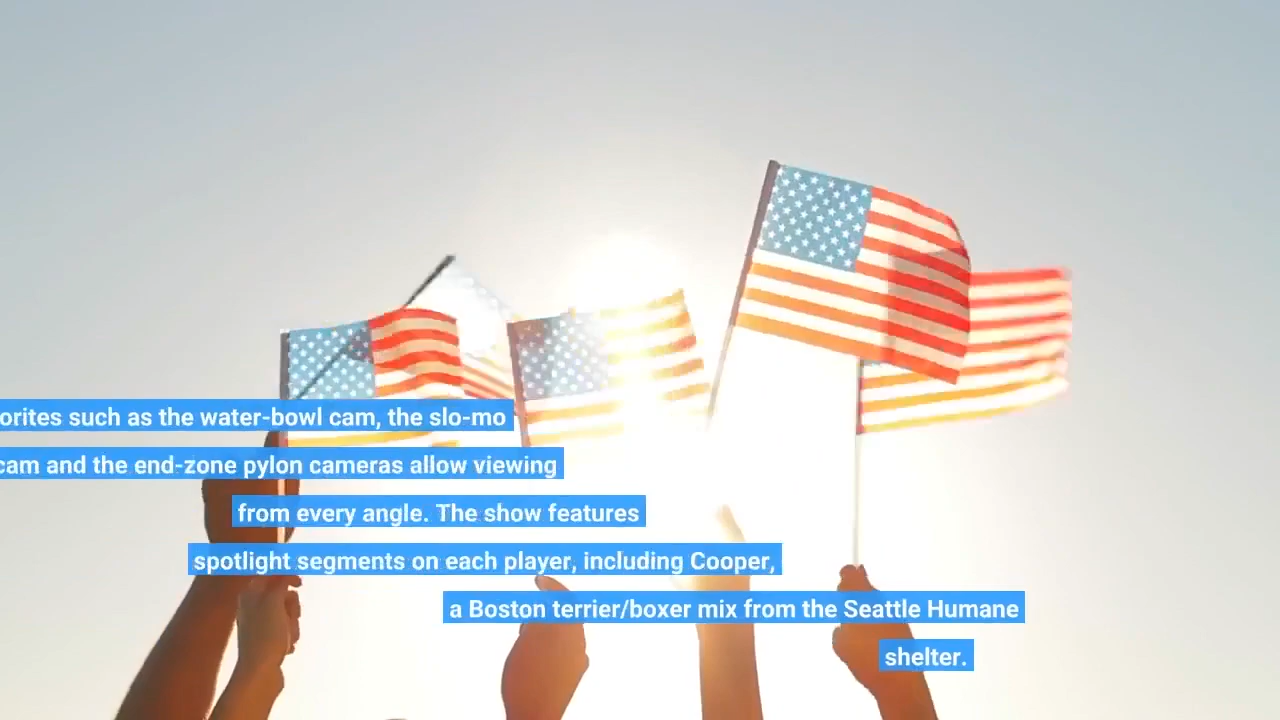 orites such as the water-bowl cam, the slo-mo
cam and the end-zone pylon cameras allow viewing
from every angle. The show features
spotlight segments on each player, including Cooper,
a Boston terrier/boxer mix from the Seattle Humane
shelter.